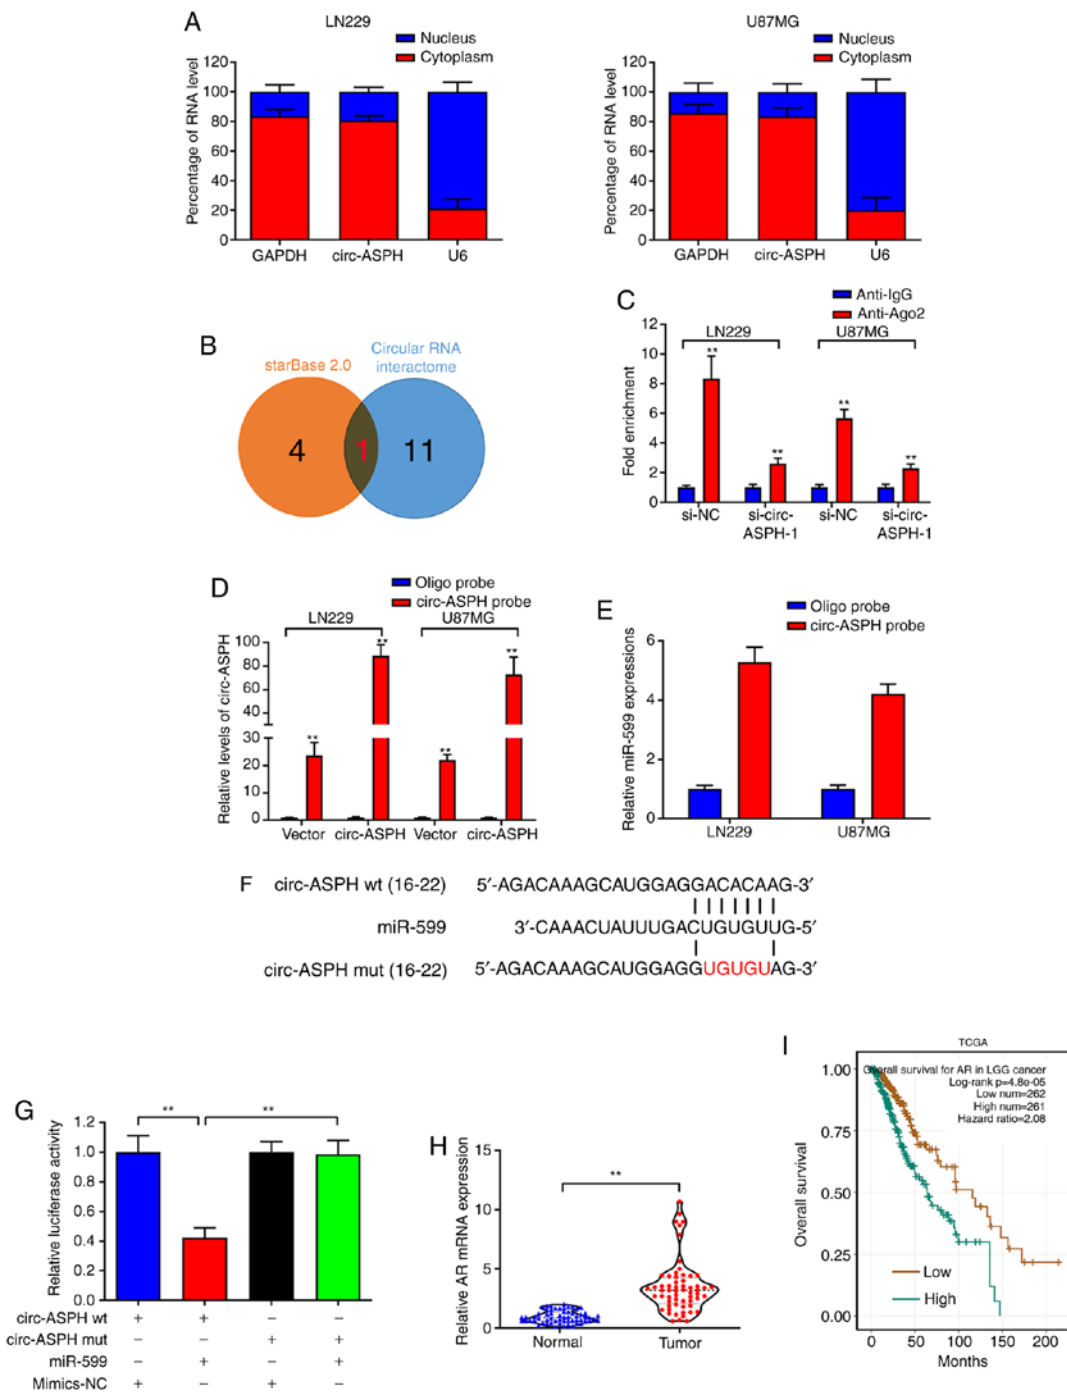 A
LN229
Nucleus
Cytoplasm
Percentage of RNA level
120
100
80
60
40
20
0
GAPDH circ-ASPH U6
U87MG
Nucleus
Cytoplasm
Percentage of RNA level
120
100
80
60
40
20
0
GAPDH circ-ASPH U6
B
starBase 2.0
Circular RNA
interactome
4 1 11
C
Anti-IgG
Anti-Ago2
LN229 U87MG
Fold enrichment
12
10
8
6
4
2
0
** ** ** **
si-NC si-circ-ASPH-1 si-NC si-circ-ASPH-1
D
Oligo probe
circ-ASPH probe
LN229 U87MG
Relative levels of circ-ASPH
100
80
60
40
30
20
10
0
** ** ** **
Vector circ-ASPH Vector circ-ASPH
E
Oligo probe
circ-ASPH probe
Relative miR-599 expressions
6
4
2
0
LN229 U87MG
F
circ-ASPH wt (16-22) 5′-AGACAAAGCAUGGAGGACACAAG-3′
miR-599 3′-CAAACUAUUUGACUGUGUUG-5′
circ-ASPH mut (16-22) 5′-AGACAAAGCAUGGAGGUGUGUAG-3′
G
Relative luciferase activity
1.2
1.0
0.8
0.6
0.4
0.2
0.0
** **
circ-ASPH wt + + – –
circ-ASPH mut – – + +
miR-599 – + – +
Mimics-NC + – + –
H
Relative AR mRNA expression
15
10
5
0
**
Normal Tumor
I
TCGA
Overall survival for AR in LGG cancer
Log-rank p=4.8e-05
Low num=262
High num=261
Hazard ratio=2.08
Overall survival
1.00
0.75
0.50
0.25
0.00
Low
High
0 50 100 150 200
Months